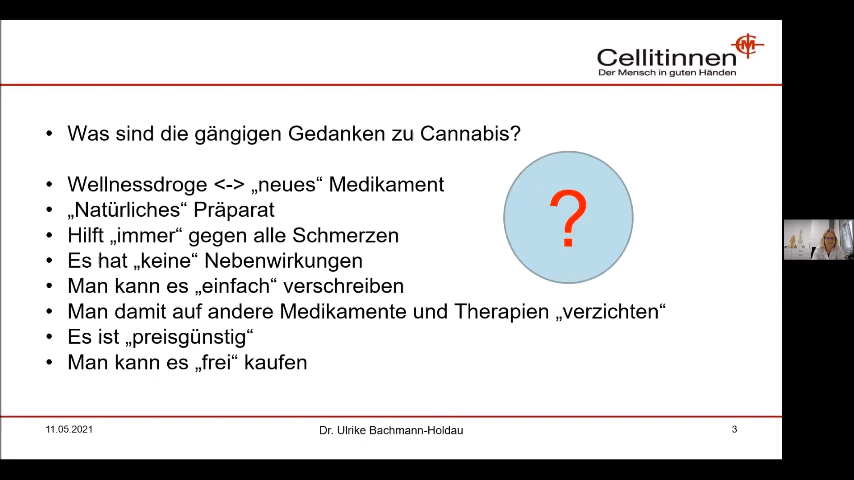 Cellitinnen
Der Mensch in guten Händen
• Was sind die gängigen Gedanken zu Cannabis?
• Wellnessdroge <-> „neues“ Medikament
• „Natürliches“ Präparat
• Hilft „immer“ gegen alle Schmerzen
• Es hat „keine“ Nebenwirkungen
• Man kann es „einfach“ verschreiben
• Man damit auf andere Medikamente und Therapien „verzichten“
• Es ist „preisgünstig“
• Man kann es „frei“ kaufen
?
11.05.2021
Dr. Ulrike Bachmann-Holdau
3